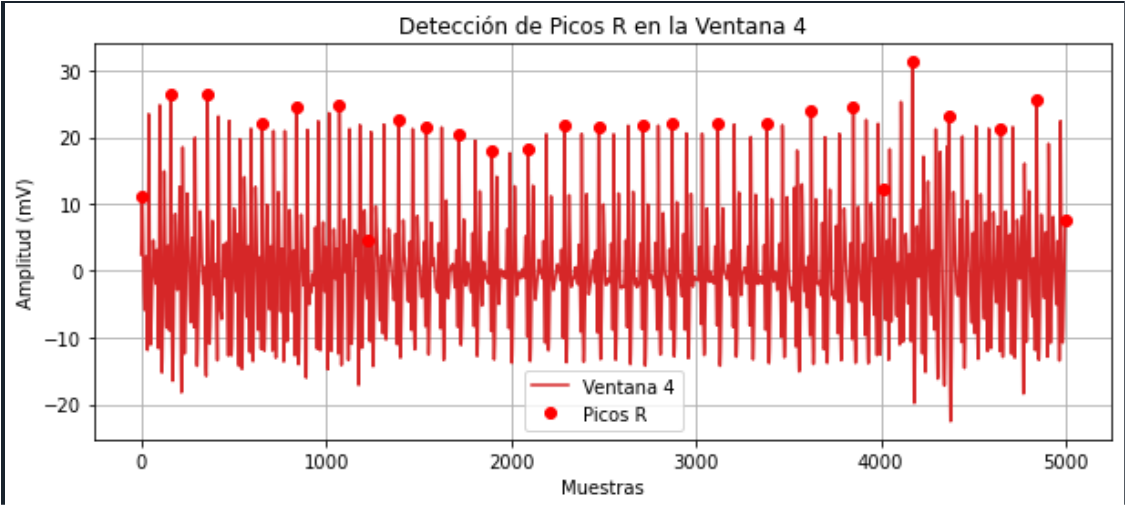 Detección de Picos R en la Ventana 4
Amplitud (mV)
30
20
10
0
−10
−20
Ventana 4
Picos R
0 1000 2000 3000 4000 5000
Muestras